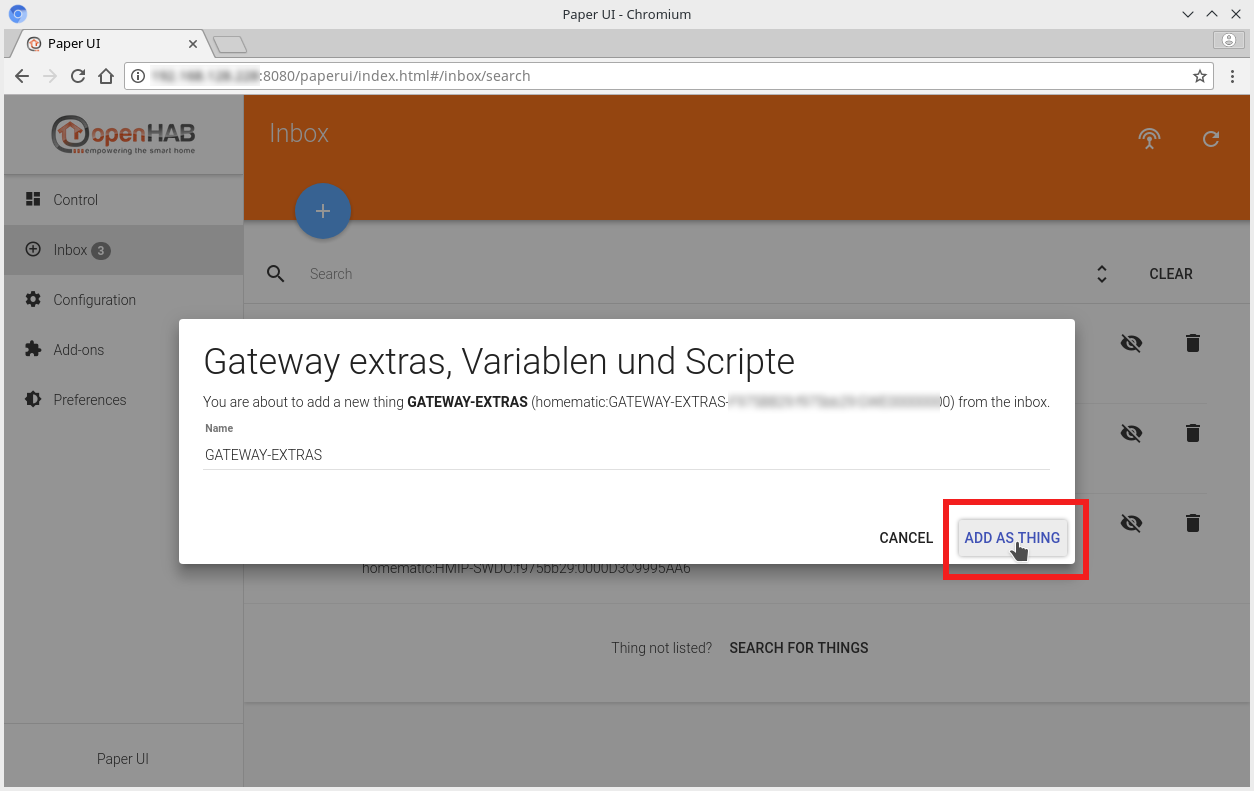 Paper UI - Chromium
Paper UI
:8080/paperui/index.html#/inbox/search
openHAB
empowering the smart home
Inbox
Control
Inbox 3
Configuration
Add-ons
Preferences
Search
CLEAR
Gateway extras, Variablen und Scripte
You are about to add a new thing GATEWAY-EXTRAS (homematic:GATEWAY-EXTRAS- 00) from the inbox.
Name
GATEWAY-EXTRAS
CANCEL
ADD AS THING
homematic:HMIP-SWDO:f975bb29:0000D3C9995AA6
Thing not listed?
SEARCH FOR THINGS
Paper UI